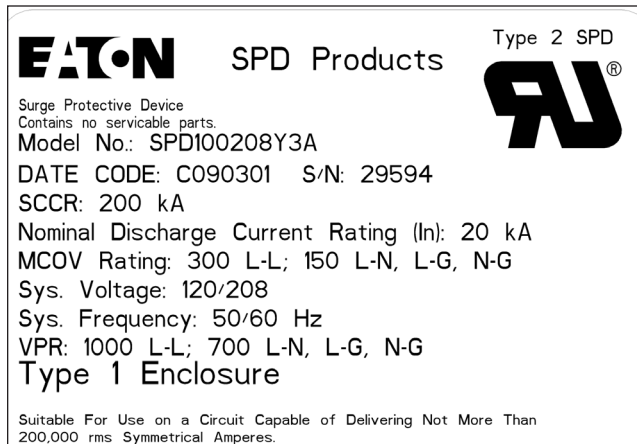 EATON SPD Products Type 2 SPD
Surge Protective Device
Contains no servicable parts.
Model No.: SPD100208Y3A
DATE CODE: C090301 S/N: 29594
SCCR: 200 kA
Nominal Discharge Current Rating (In): 20 kA
MCOV Rating: 300 L-L; 150 L-N, L-G, N-G
Sys. Voltage: 120/208
Sys. Frequency: 50/60 Hz
VPR: 1000 L-L; 700 L-N, L-G, N-G
Type 1 Enclosure
Suitable For Use on a Circuit Capable of Delivering Not More Than
200,000 rms Symmetrical Amperes.